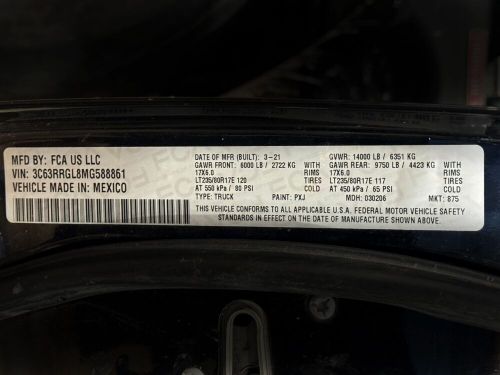 MFD BY: FCA US LLC
VIN: 3C63RRGL8MG588861
VEHICLE MADE IN: MEXICO
DATE OF MFR (BUILT): 3-21
GVWR: 14000 LB / 6351 KG
GAWR FRONT: 6000 LB / 2722 KG WITH
GAWR REAR: 9750 LB / 4423 KG WITH
17X6.0 RIMS
17X6.0 RIMS
LT235/80R17E 120 TIRES
LT235/80R17E 117 TIRES
AT 550 kPa / 80 PSI
AT 450 kPa / 65 PSI
TYPE: TRUCK PAINT: PXJ MDH: 030206 MKT: 875
THIS VEHICLE CONFORMS TO ALL APPLICABLE U.S.A. FEDERAL MOTOR VEHICLE SAFETY
STANDARDS IN EFFECT ON THE DATE OF MANUFACTURE SHOWN ABOVE.